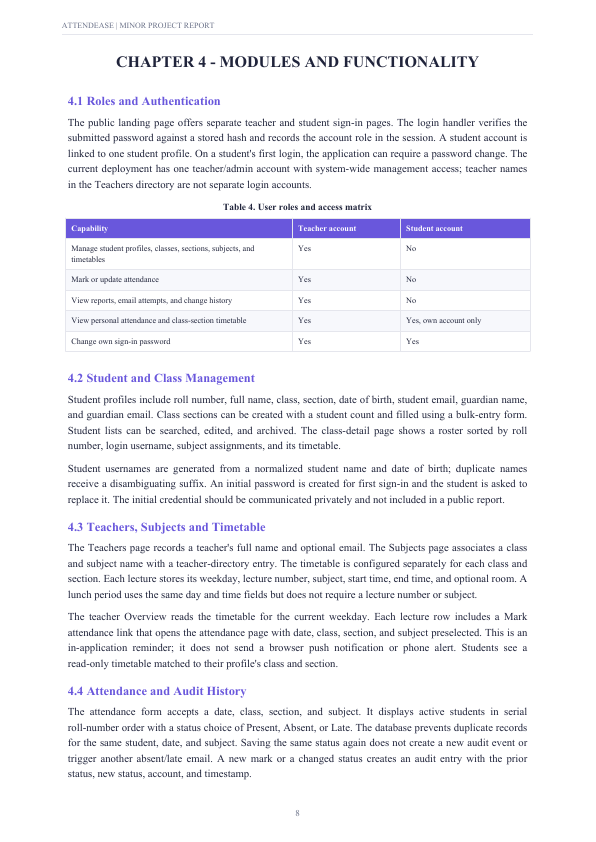 ATTENDEASE | MINOR PROJECT REPORT
CHAPTER 4 - MODULES AND FUNCTIONALITY
4.1 Roles and Authentication
The public landing page offers separate teacher and student sign-in pages. The login handler verifies the
submitted password against a stored hash and records the account role in the session. A student account is
linked to one student profile. On a student's first login, the application can require a password change. The
current deployment has one teacher/admin account with system-wide management access; teacher names
in the Teachers directory are not separate login accounts.
Table 4. User roles and access matrix
Capability Teacher account Student account
Manage student profiles, classes, sections, subjects, and Yes No
timetables
Mark or update attendance Yes No
View reports, email attempts, and change history Yes No
View personal attendance and class-section timetable Yes Yes, own account only
Change own sign-in password Yes Yes
4.2 Student and Class Management
Student profiles include roll number, full name, class, section, date of birth, student email, guardian name,
and guardian email. Class sections can be created with a student count and filled using a bulk-entry form.
Student lists can be searched, edited, and archived. The class-detail page shows a roster sorted by roll
number, login username, subject assignments, and its timetable.
Student usernames are generated from a normalized student name and date of birth; duplicate names
receive a disambiguating suffix. An initial password is created for first sign-in and the student is asked to
replace it. The initial credential should be communicated privately and not included in a public report.
4.3 Teachers, Subjects and Timetable
The Teachers page records a teacher's full name and optional email. The Subjects page associates a class
and subject name with a teacher-directory entry. The timetable is configured separately for each class and
section. Each lecture stores its weekday, lecture number, subject, start time, end time, and optional room. A
lunch period uses the same day and time fields but does not require a lecture number or subject.
The teacher Overview reads the timetable for the current weekday. Each lecture row includes a Mark
attendance link that opens the attendance page with date, class, section, and subject preselected. This is an
in-application reminder; it does not send a browser push notification or phone alert. Students see a
read-only timetable matched to their profile's class and section.
4.4 Attendance and Audit History
The attendance form accepts a date, class, section, and subject. It displays active students in serial
roll-number order with a status choice of Present, Absent, or Late. The database prevents duplicate records
for the same student, date, and subject. Saving the same status again does not create a new audit event or
trigger another absent/late email. A new mark or a changed status creates an audit entry with the prior
status, new status, account, and timestamp.
8